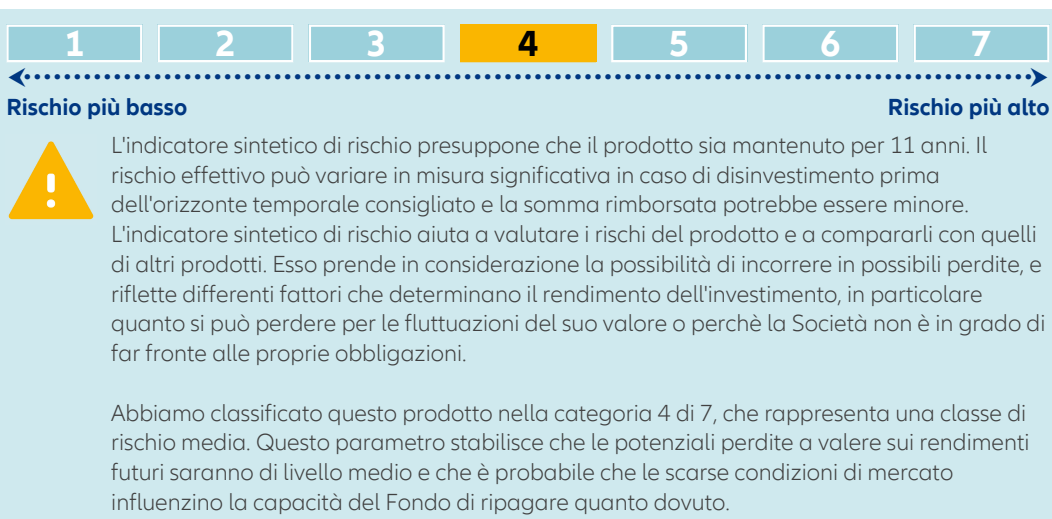 1 2 3 4 5 6 7
Rischio più basso Rischio più alto
L'indicatore sintetico di rischio presuppone che il prodotto sia mantenuto per 11 anni. Il
rischio effettivo può variare in misura significativa in caso di disinvestimento prima
dell'orizzonte temporale consigliato e la somma rimborsata potrebbe essere minore.
L'indicatore sintetico di rischio aiuta a valutare i rischi del prodotto e a compararli con quelli
di altri prodotti. Esso prende in considerazione la possibilità di incorrere in possibili perdite, e
riflette differenti fattori che determinano il rendimento dell'investimento, in particolare
quanto si può perdere per le fluttuazioni del suo valore o perchè la Società non è in grado di
far fronte alle proprie obbligazioni.
Abbiamo classificato questo prodotto nella categoria 4 di 7, che rappresenta una classe di
rischio media. Questo parametro stabilisce che le potenziali perdite a valere sui rendimenti
futuri saranno di livello medio e che è probabile che le scarse condizioni di mercato
influenzino la capacità del Fondo di ripagare quanto dovuto.